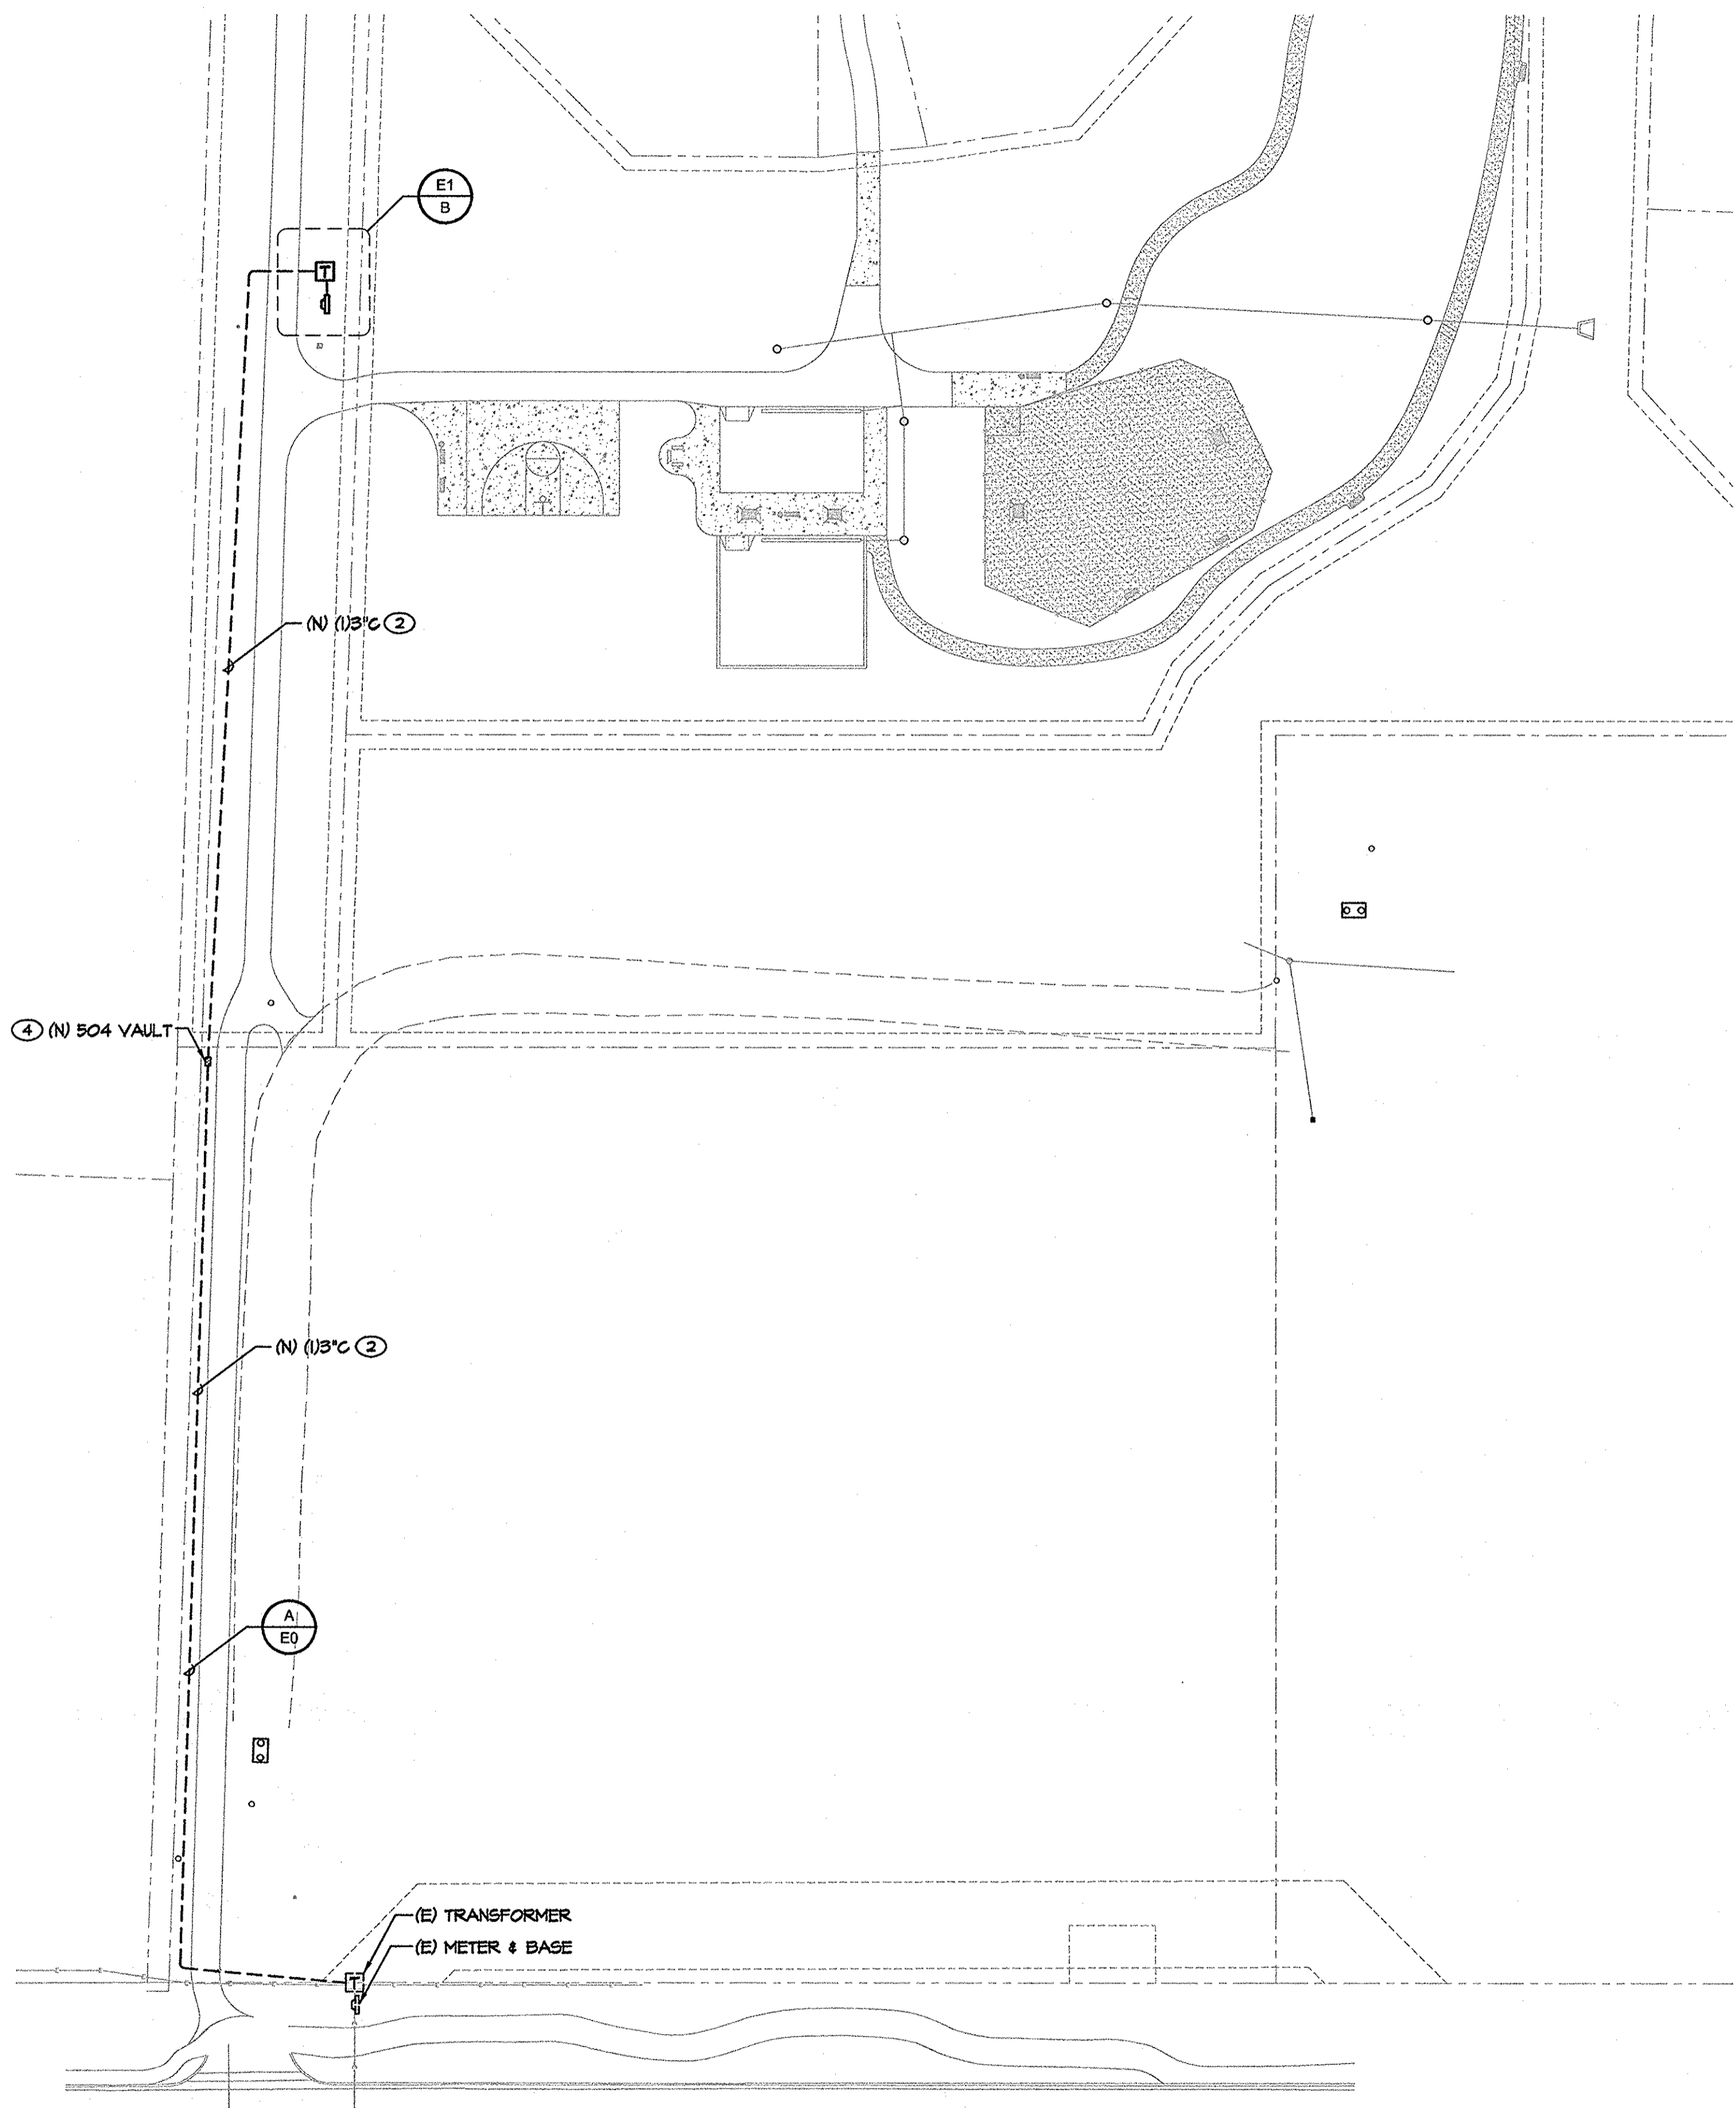 E1
B
T
(N) (1)3"C 2
4 (N) 504 VAULT
(N) (1)3"C 2
A
E0
(E) TRANSFORMER
(E) METER & BASE
T